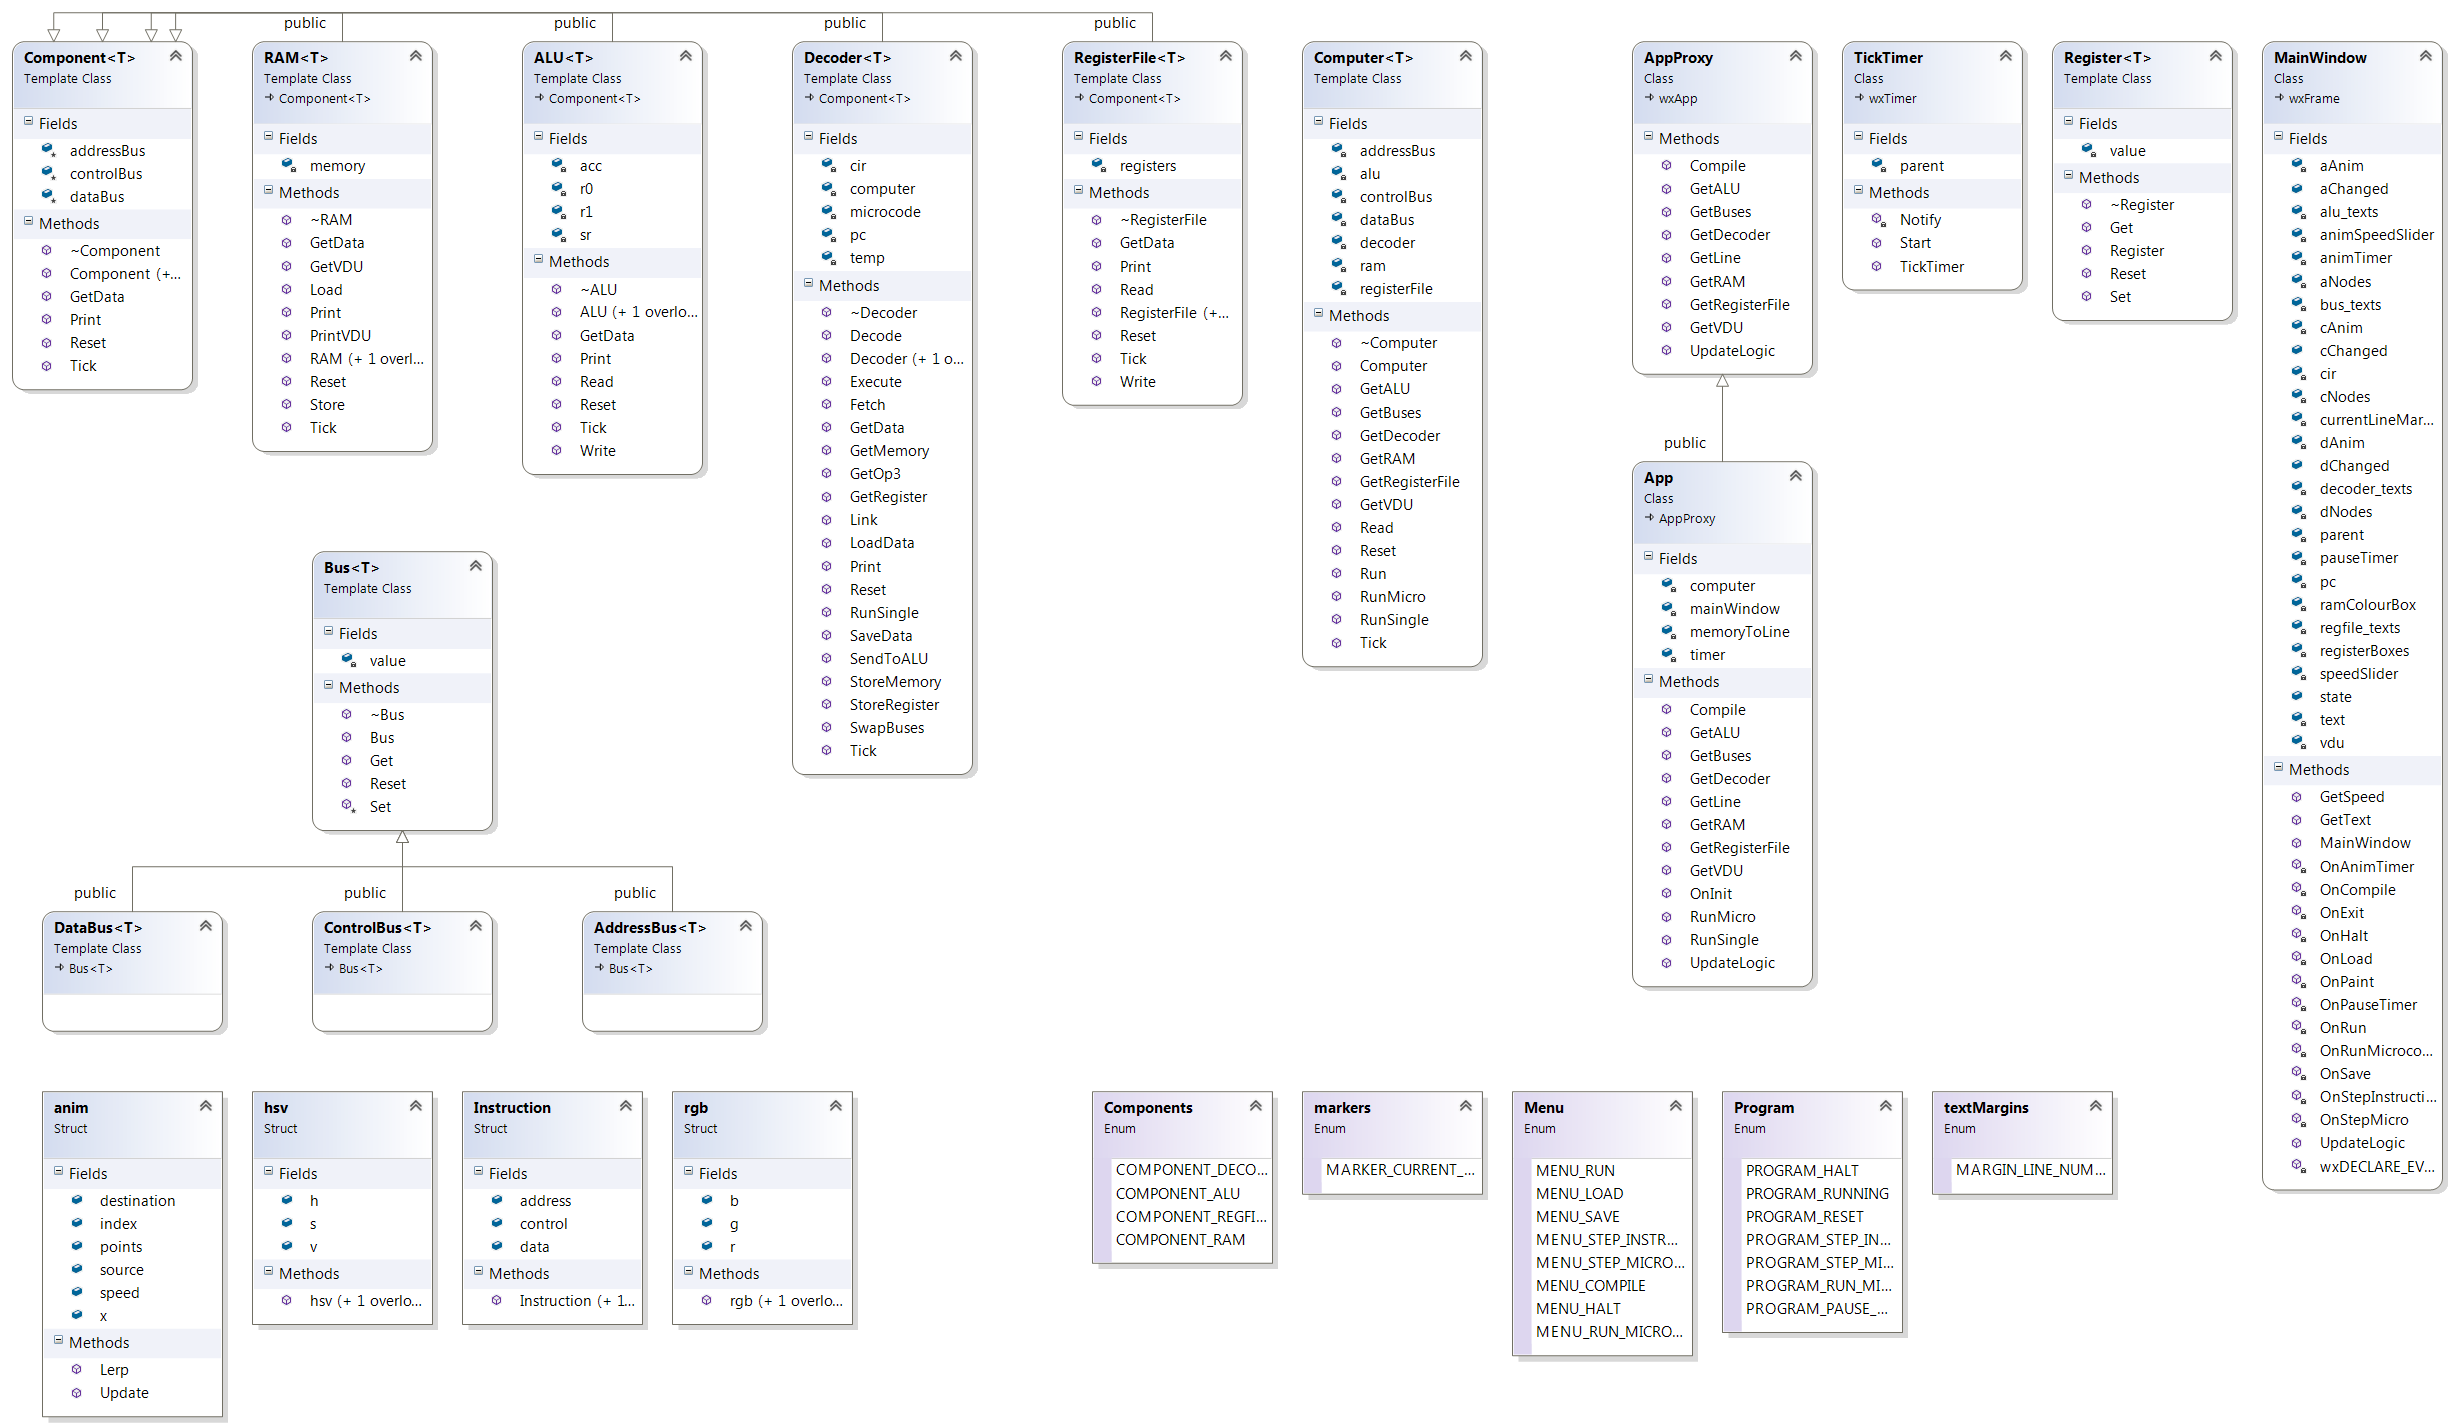 public
public
public
public
Component<T>
Template Class
Fields
addressBus
controlBus
dataBus
Methods
~Component
Component (+...
GetData
Print
Reset
Tick
RAM<T>
Template Class
Component<T>
Fields
memory
Methods
~RAM
GetData
GetVDU
Load
Print
PrintVDU
RAM (+ 1 overl...
Reset
Store
Tick
ALU<T>
Template Class
Component<T>
Fields
acc
r0
r1
sr
Methods
~ALU
ALU (+ 1 overlo...
GetData
Print
Read
Reset
Tick
Write
Decoder<T>
Template Class
Component<T>
Fields
cir
computer
microcode
pc
temp
Methods
~Decoder
Decode
Decoder (+ 1 o...
Execute
Fetch
GetData
GetMemory
GetOp3
GetRegister
Link
LoadData
Print
Reset
RunSingle
SaveData
SendToALU
StoreMemory
StoreRegister
SwapBuses
Tick
RegisterFile<T>
Template Class
Component<T>
Fields
registers
Methods
~RegisterFile
GetData
Print
Read
RegisterFile (+...
Reset
Tick
Write
Computer<T>
Template Class
Fields
addressBus
alu
controlBus
dataBus
decoder
ram
registerFile
Methods
~Computer
Computer
GetALU
GetBuses
GetDecoder
GetRAM
GetRegisterFile
GetVDU
Read
Reset
Run
RunMicro
RunSingle
Tick
AppProxy
Class
wxApp
Methods
Compile
GetALU
GetBuses
GetDecoder
GetLine
GetRAM
GetRegisterFile
GetVDU
UpdateLogic
public
App
Class
AppProxy
Fields
computer
mainWindow
memoryToLine
timer
Methods
Compile
GetALU
GetBuses
GetDecoder
GetLine
GetRAM
GetRegisterFile
GetVDU
OnInit
RunMicro
RunSingle
UpdateLogic
TickTimer
Class
wxTimer
Fields
parent
Methods
Notify
Start
TickTimer
Register<T>
Template Class
Fields
value
Methods
~Register
Get
Register
Reset
Set
MainWindow
Class
wxFrame
Fields
aAnim
aChanged
alu_texts
animSpeedSlider
animTimer
aNodes
bus_texts
cAnim
cChanged
cir
cNodes
currentLineMar...
dAnim
dChanged
decoder_texts
dNodes
parent
pauseTimer
pc
ramColourBox
regfile_texts
registerBoxes
speedSlider
state
text
vdu
Methods
GetSpeed
GetText
MainWindow
OnAnimTimer
OnCompile
OnExit
OnHalt
OnLoad
OnPaint
OnPauseTimer
OnRun
OnRunMicroco...
OnSave
OnStepInstructi...
OnStepMicro
UpdateLogic
wxDECLARE_EV...
Bus<T>
Template Class
Fields
value
Methods
~Bus
Bus
Get
Reset
Set
public
public
public
DataBus<T>
Template Class
Bus<T>
ControlBus<T>
Template Class
Bus<T>
AddressBus<T>
Template Class
Bus<T>
anim
Struct
Fields
destination
index
points
source
speed
x
Methods
Lerp
Update
hsv
Struct
Fields
h
s
v
Methods
hsv (+ 1 overlo...
Instruction
Struct
Fields
address
control
data
Methods
Instruction (+ 1...
rgb
Struct
Fields
b
g
r
Methods
rgb (+ 1 overlo...
Components
Enum
COMPONENT_DECO...
COMPONENT_ALU
COMPONENT_REGFI...
COMPONENT_RAM
markers
Enum
MARKER_CURRENT_...
Menu
Enum
MENU_RUN
MENU_LOAD
MENU_SAVE
MENU_STEP_INSTR...
MENU_STEP_MICRO...
MENU_COMPILE
MENU_HALT
MENU_RUN_MICRO...
Program
Enum
PROGRAM_HALT
PROGRAM_RUNNING
PROGRAM_RESET
PROGRAM_STEP_IN...
PROGRAM_STEP_MI...
PROGRAM_RUN_MI...
PROGRAM_PAUSE_...
textMargins
Enum
MARGIN_LINE_NUM...